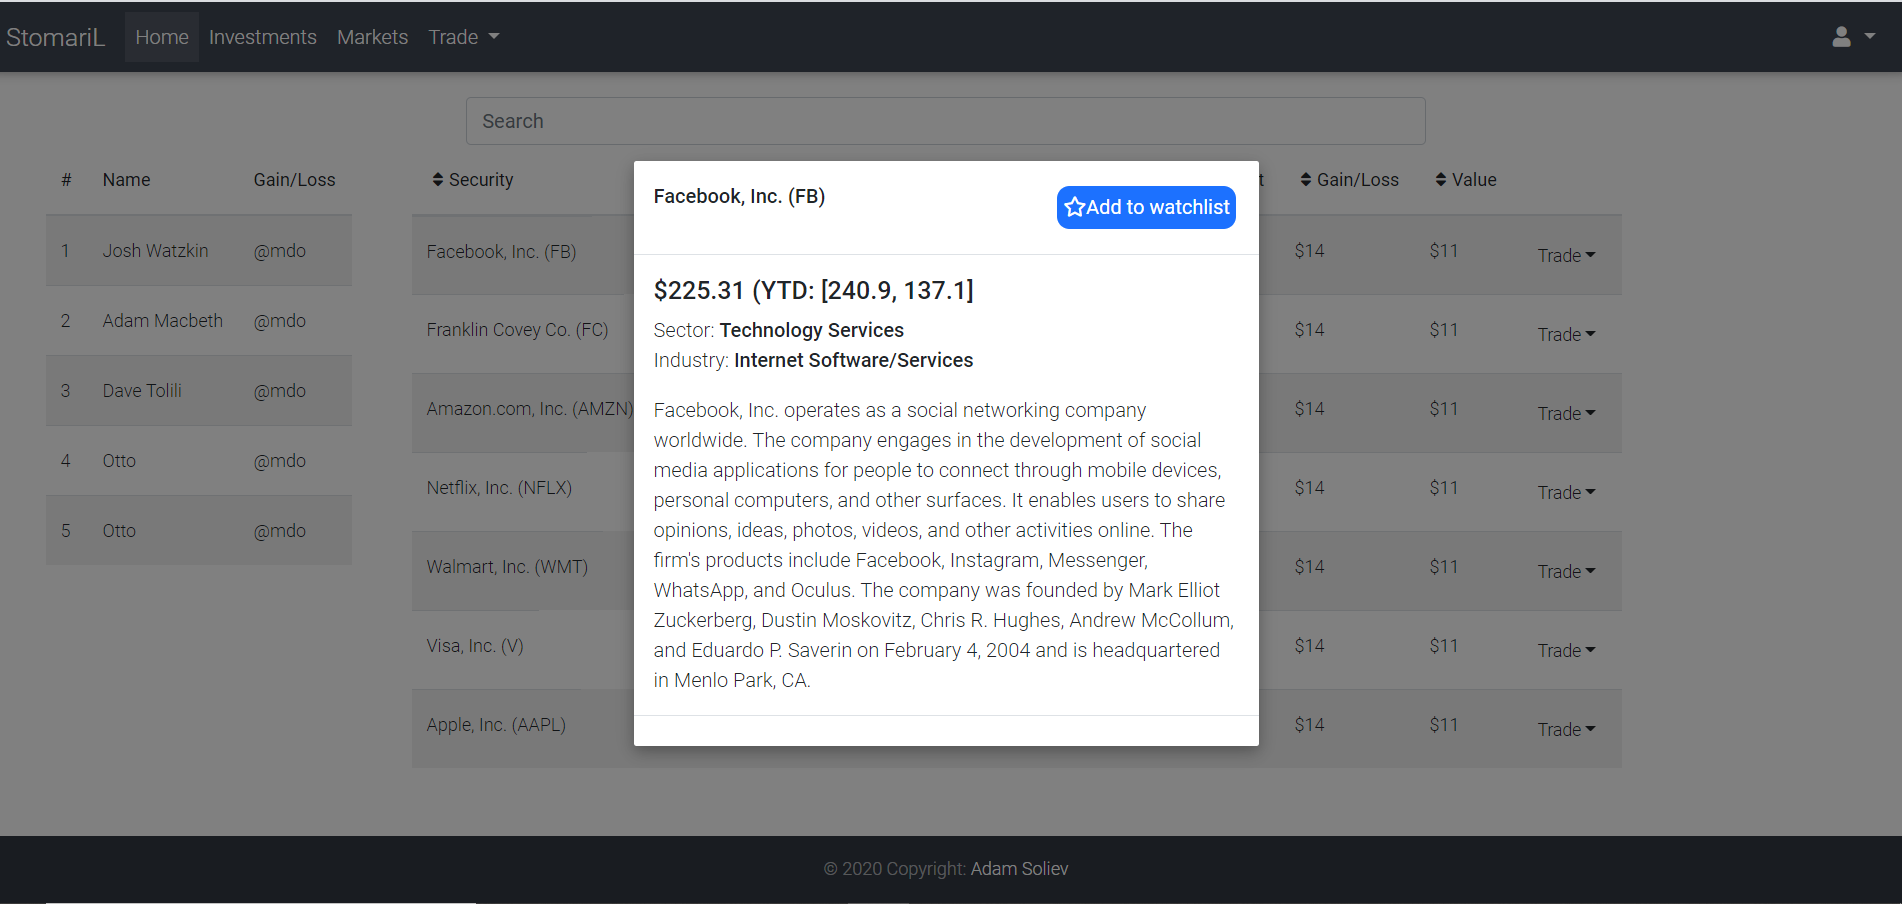 StomariL Home Investments Markets Trade
Search
# Name Gain/Loss
1 Josh Watzkin @mdo
2 Adam Macbeth @mdo
3 Dave Tolili @mdo
4 Otto @mdo
5 Otto @mdo
Security Gain/Loss Value
Facebook, Inc. (FB) $14 $11 Trade
Franklin Covey Co. (FC) $14 $11 Trade
Amazon.com, Inc. (AMZN) $14 $11 Trade
Netflix, Inc. (NFLX) $14 $11 Trade
Walmart, Inc. (WMT) $14 $11 Trade
Visa, Inc. (V) $14 $11 Trade
Apple, Inc. (AAPL) $14 $11 Trade
Facebook, Inc. (FB) Add to watchlist
$225.31 (YTD: [240.9, 137.1]
Sector: Technology Services
Industry: Internet Software/Services
Facebook, Inc. operates as a social networking company
worldwide. The company engages in the development of social
media applications for people to connect through mobile devices,
personal computers, and other surfaces. It enables users to share
opinions, ideas, photos, videos, and other activities online. The
firm's products include Facebook, Instagram, Messenger,
WhatsApp, and Oculus. The company was founded by Mark Elliot
Zuckerberg, Dustin Moskovitz, Chris R. Hughes, Andrew McCollum,
and Eduardo P. Saverin on February 4, 2004 and is headquartered
in Menlo Park, CA.
© 2020 Copyright: Adam Soliev